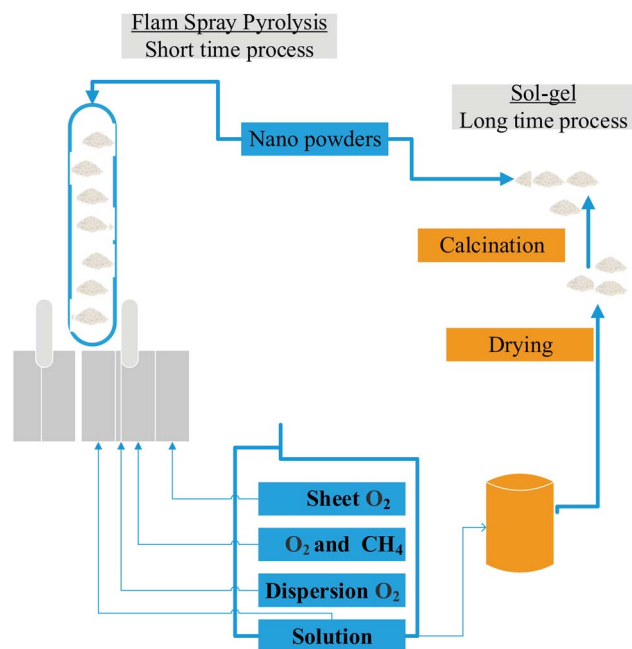 Flam Spray Pyrolysis
Short time process
Sol-gel
Long time process
Nano powders
Calcination
Drying
Sheet O₂
O₂ and CH₄
Dispersion O₂
Solution